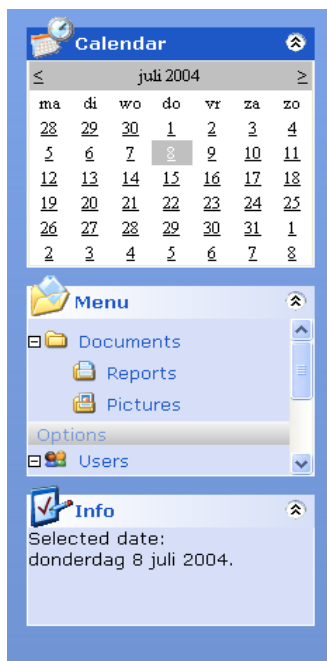 Calendar
< juli 2004 >
ma di wo do vr za zo
28 29 30 1 2 3 4
5 6 7 8 9 10 11
12 13 14 15 16 17 18
19 20 21 22 23 24 25
26 27 28 29 30 31 1
2 3 4 5 6 7 8
Menu
Documents
Reports
Pictures
Options
Users
Info
Selected date:
donderdag 8 juli 2004.